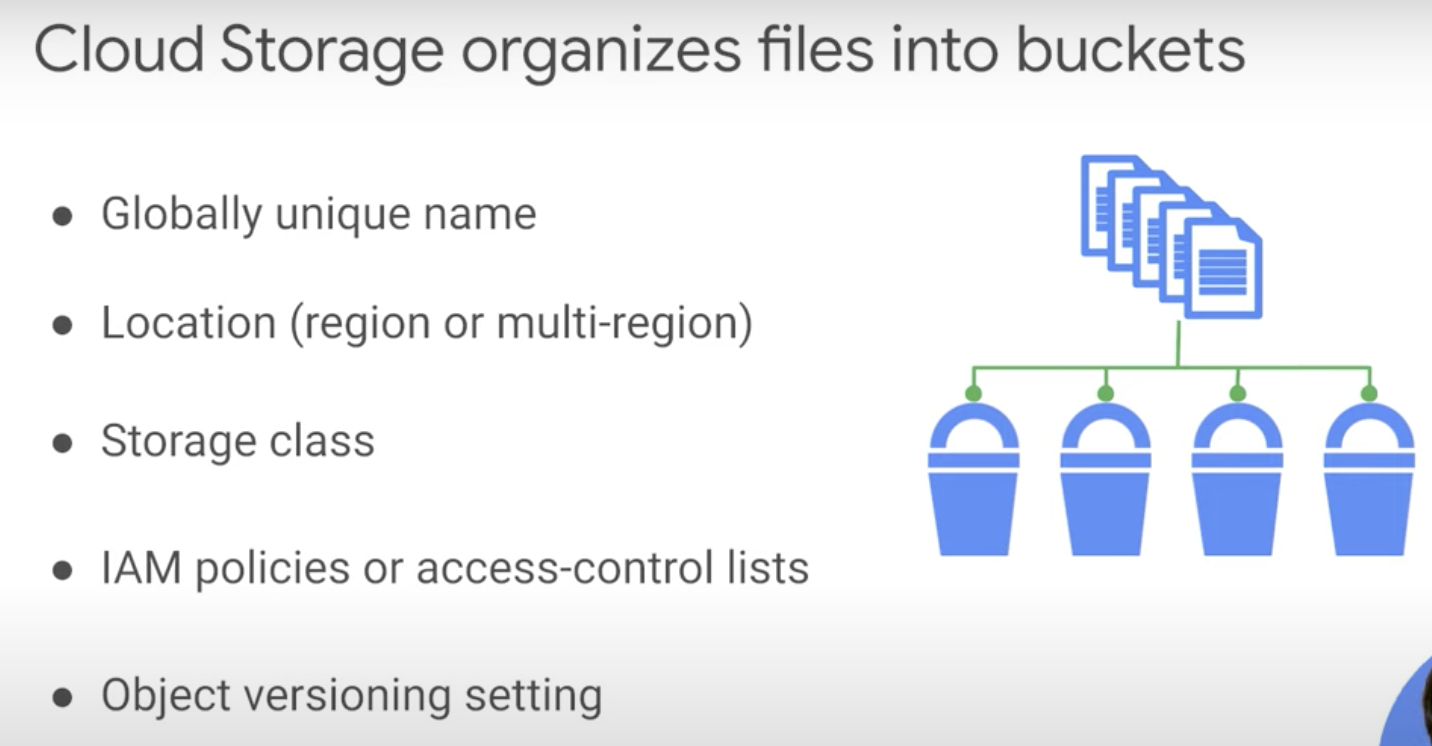 Cloud Storage organizes files into buckets
● Globally unique name
● Location (region or multi-region)
● Storage class
● IAM policies or access-control lists
● Object versioning setting